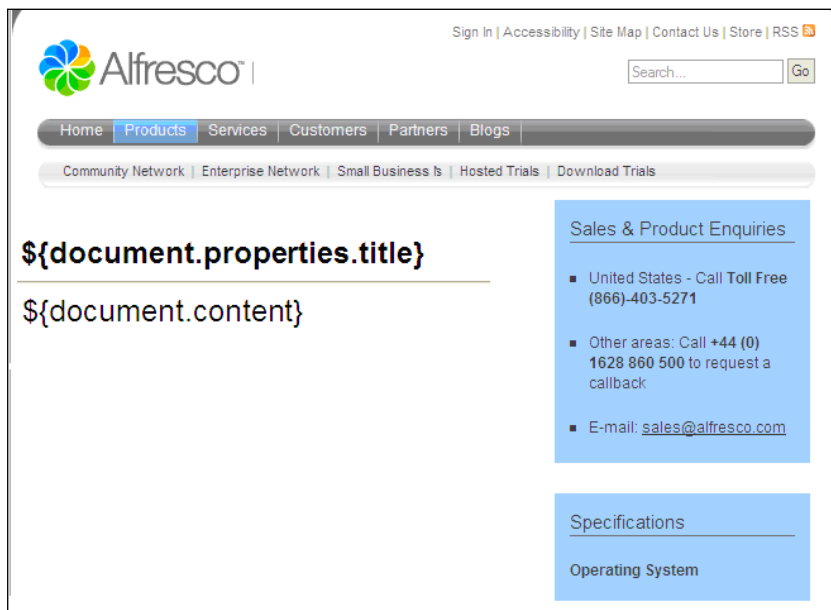 Sign In | Accessibility | Site Map | Contact Us | Store | RSS
Alfresco™
Search...
Go
Home Products Services Customers Partners Blogs
Community Network | Enterprise Network | Small Business | Hosted Trials | Download Trials
${document.properties.title}
${document.content}
Sales & Product Enquiries
United States - Call Toll Free
(866)-403-5271
Other areas: Call +44 (0)
1628 860 500 to request a
callback
E-mail: sales@alfresco.com
Specifications
Operating System